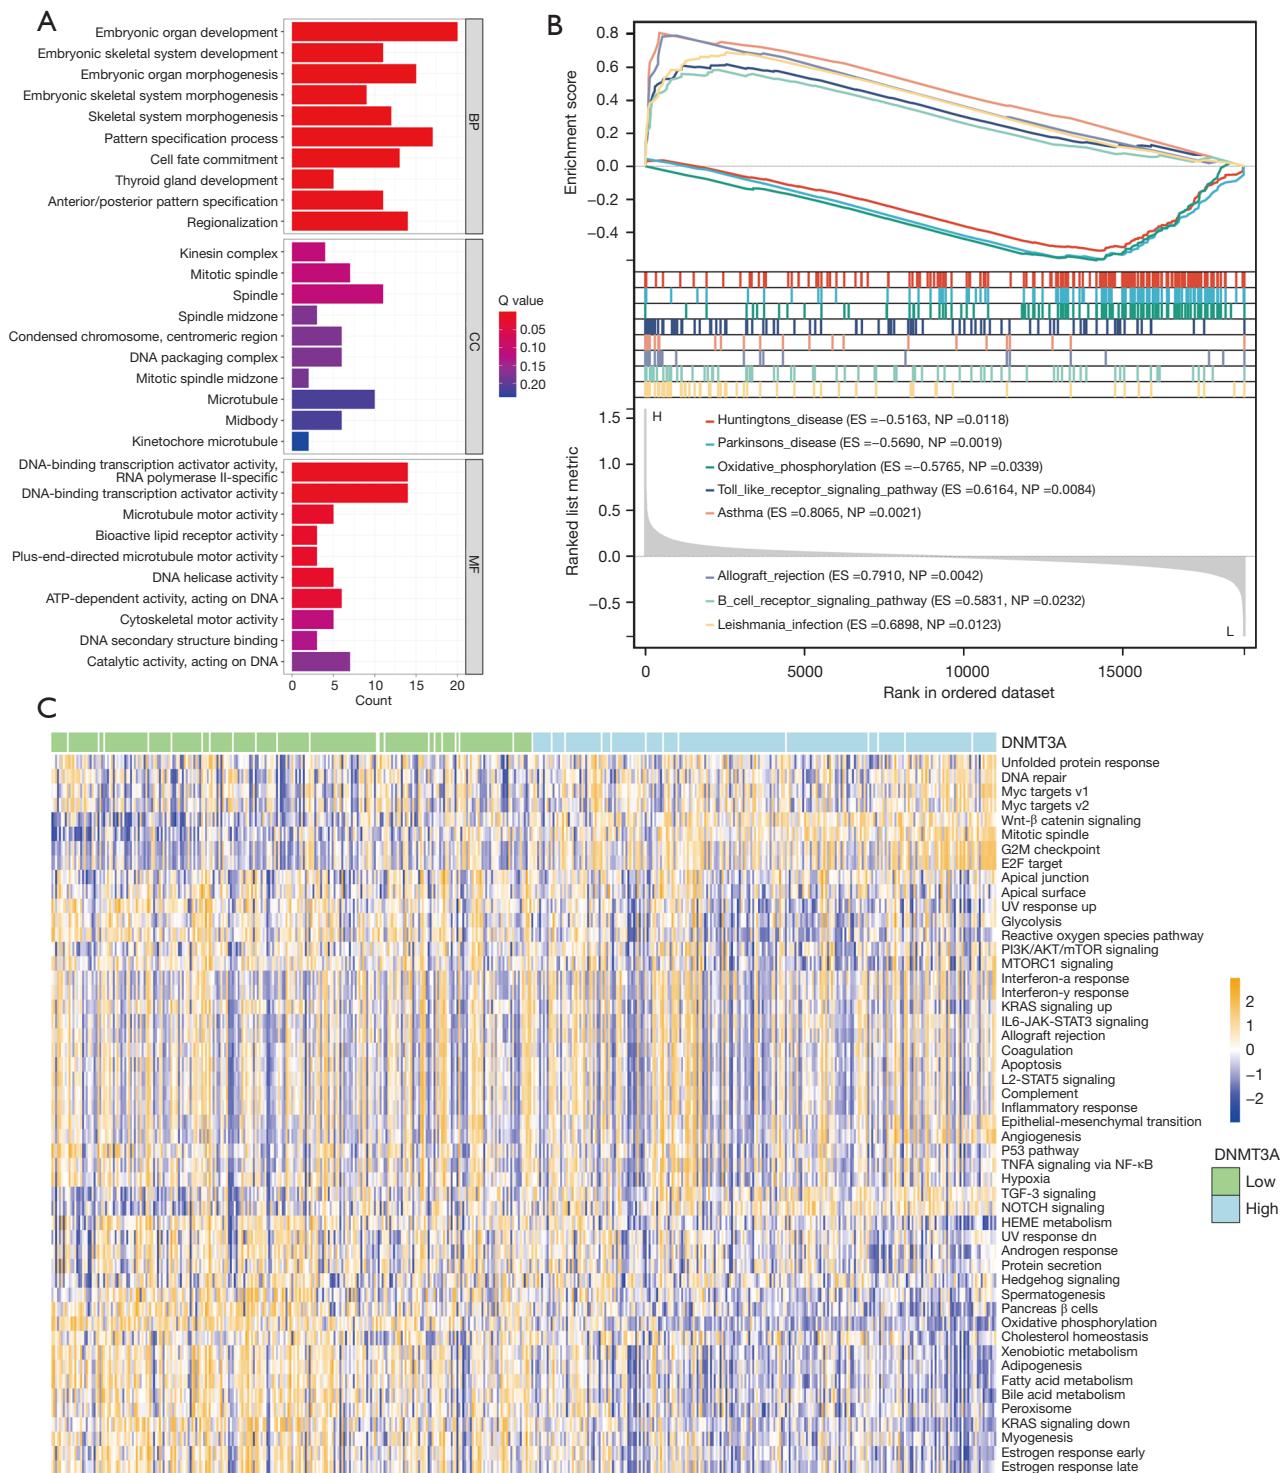 A
Embryonic organ development
Embryonic skeletal system development
Embryonic organ morphogenesis
Embryonic skeletal system morphogenesis
Skeletal system morphogenesis
Pattern specification process
Cell fate commitment
Thyroid gland development
Anterior/posterior pattern specification
Regionalization
BP
Kinesin complex
Mitotic spindle
Spindle
Spindle midzone
Condensed chromosome, centromeric region
DNA packaging complex
Mitotic spindle midzone
Microtubule
Midbody
Kinetochore microtubule
CC
DNA-binding transcription activator activity,
RNA polymerase II-specific
DNA-binding transcription activator activity
Microtubule motor activity
Bioactive lipid receptor activity
Plus-end-directed microtubule motor activity
DNA helicase activity
ATP-dependent activity, acting on DNA
Cytoskeletal motor activity
DNA secondary structure binding
Catalytic activity, acting on DNA
MF
0 5 10 15 20
Count
Q value
0.05
0.10
0.15
0.20
B
Enrichment score
0.8
0.6
0.4
0.2
0.0
−0.2
−0.4
Ranked list metric
1.5
1.0
0.5
0.0
−0.5
H
Huntingtons_disease (ES =−0.5163, NP =0.0118)
Parkinsons_disease (ES =−0.5690, NP =0.0019)
Oxidative_phosphorylation (ES =−0.5765, NP =0.0339)
Toll_like_receptor_signaling_pathway (ES =0.6164, NP =0.0084)
Asthma (ES =0.8065, NP =0.0021)
Allograft_rejection (ES =0.7910, NP =0.0042)
B_cell_receptor_signaling_pathway (ES =0.5831, NP =0.0232)
Leishmania_infection (ES =0.6898, NP =0.0123)
L
0 5000 10000 15000
Rank in ordered dataset
C
DNMT3A
Unfolded protein response
DNA repair
Myc targets v1
Myc targets v2
Wnt-β catenin signaling
Mitotic spindle
G2M checkpoint
E2F target
Apical junction
Apical surface
UV response up
Glycolysis
Reactive oxygen species pathway
PI3K/AKT/mTOR signaling
MTORC1 signaling
Interferon-a response
Interferon-y response
KRAS signaling up
IL6-JAK-STAT3 signaling
Allograft rejection
Coagulation
Apoptosis
L2-STAT5 signaling
Complement
Inflammatory response
Epithelial-mesenchymal transition
Angiogenesis
P53 pathway
TNFA signaling via NF-κB
Hypoxia
TGF-3 signaling
NOTCH signaling
HEME metabolism
UV response dn
Androgen response
Protein secretion
Hedgehog signaling
Spermatogenesis
Pancreas β cells
Oxidative phosphorylation
Cholesterol homeostasis
Xenobiotic metabolism
Adipogenesis
Fatty acid metabolism
Bile acid metabolism
Peroxisome
KRAS signaling down
Myogenesis
Estrogen response early
Estrogen response late
2
1
0
−1
−2
DNMT3A
Low
High